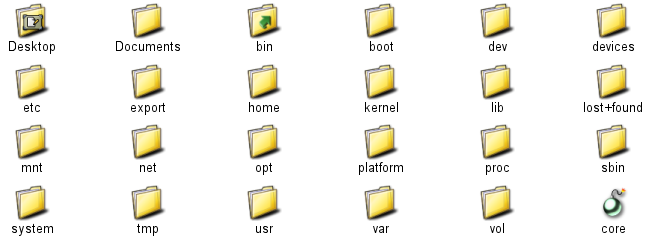 Desktop Documents bin boot dev devices
etc export home kernel lib lost+found
mnt net opt platform proc sbin
system tmp usr var vol core